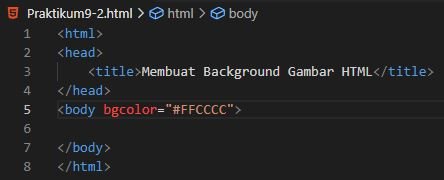 Praktikum9-2.html > html > body
1 <html>
2 <head>
3     <title>Membuat Background Gambar HTML</title>
4 </head>
5 <body bgcolor="#FFCCCC">
6
7 </body>
8 </html>